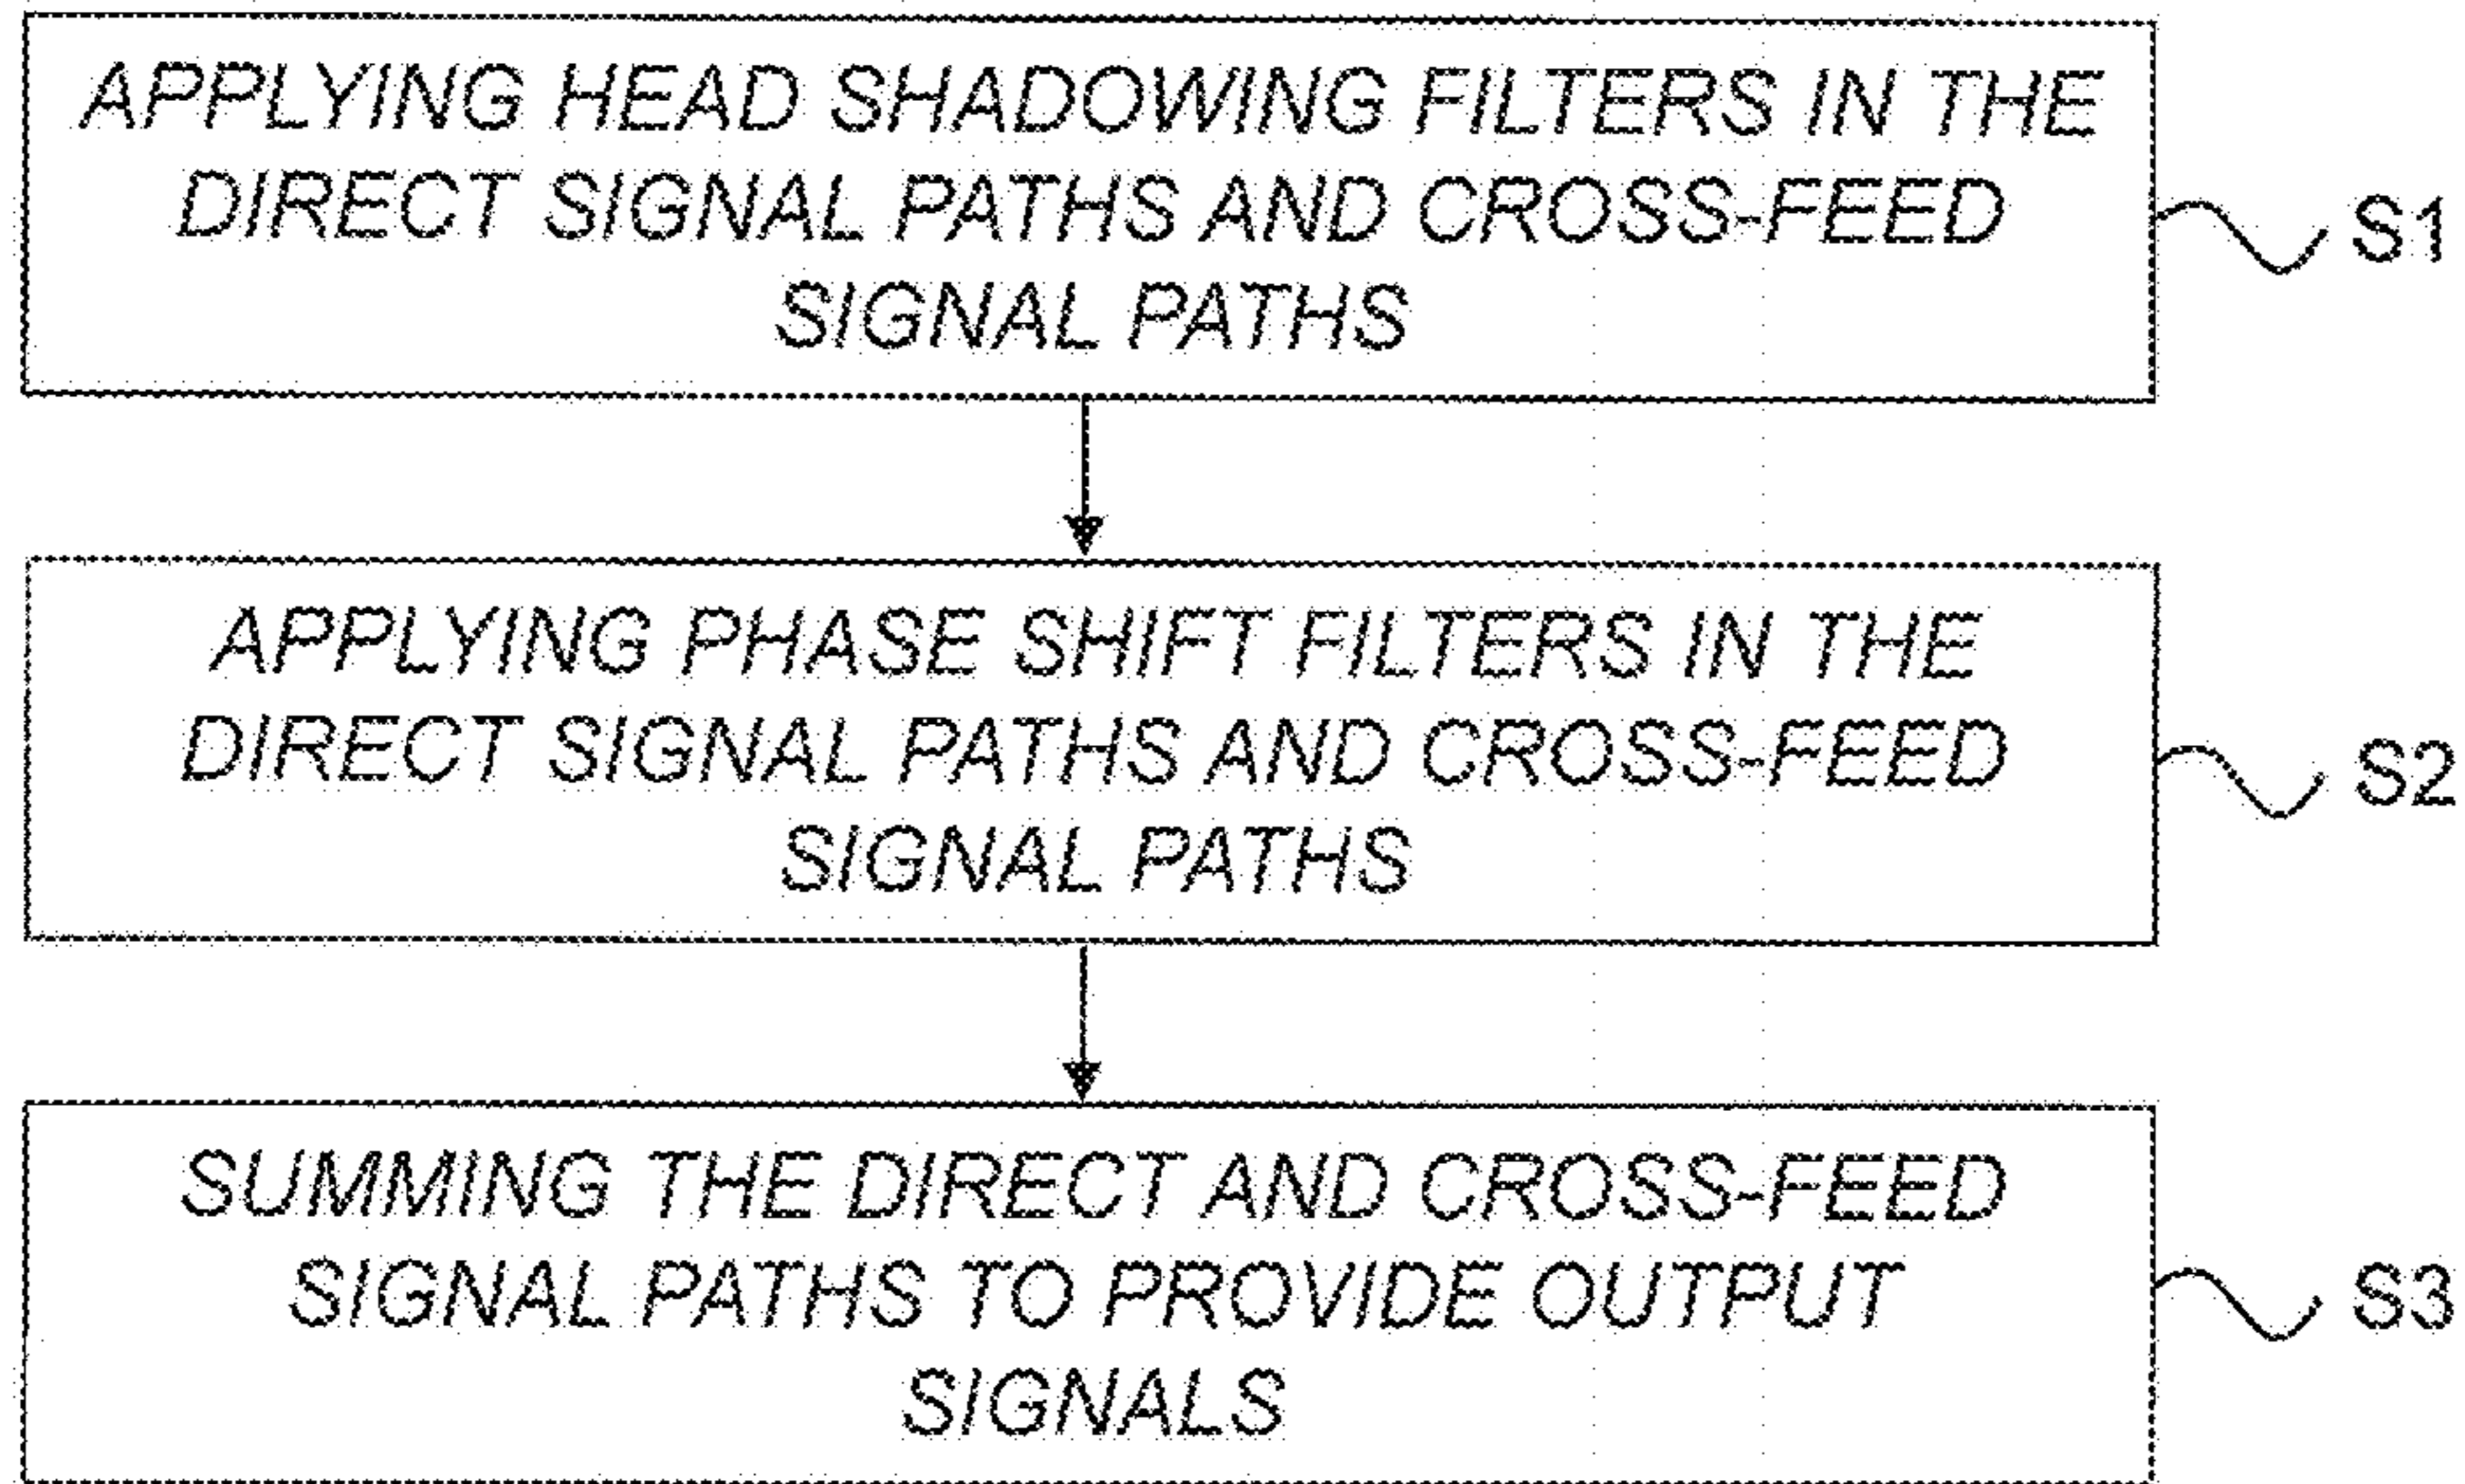 APPLYING HEAD SHADOWING FILTERS IN THE
DIRECT SIGNAL PATHS AND CROSS-FEED
SIGNAL PATHS
S1
APPLYING PHASE SHIFT FILTERS IN THE
DIRECT SIGNAL PATHS AND CROSS-FEED
SIGNAL PATHS
S2
SUMMING THE DIRECT AND CROSS-FEED
SIGNAL PATHS TO PROVIDE OUTPUT
SIGNALS
S3